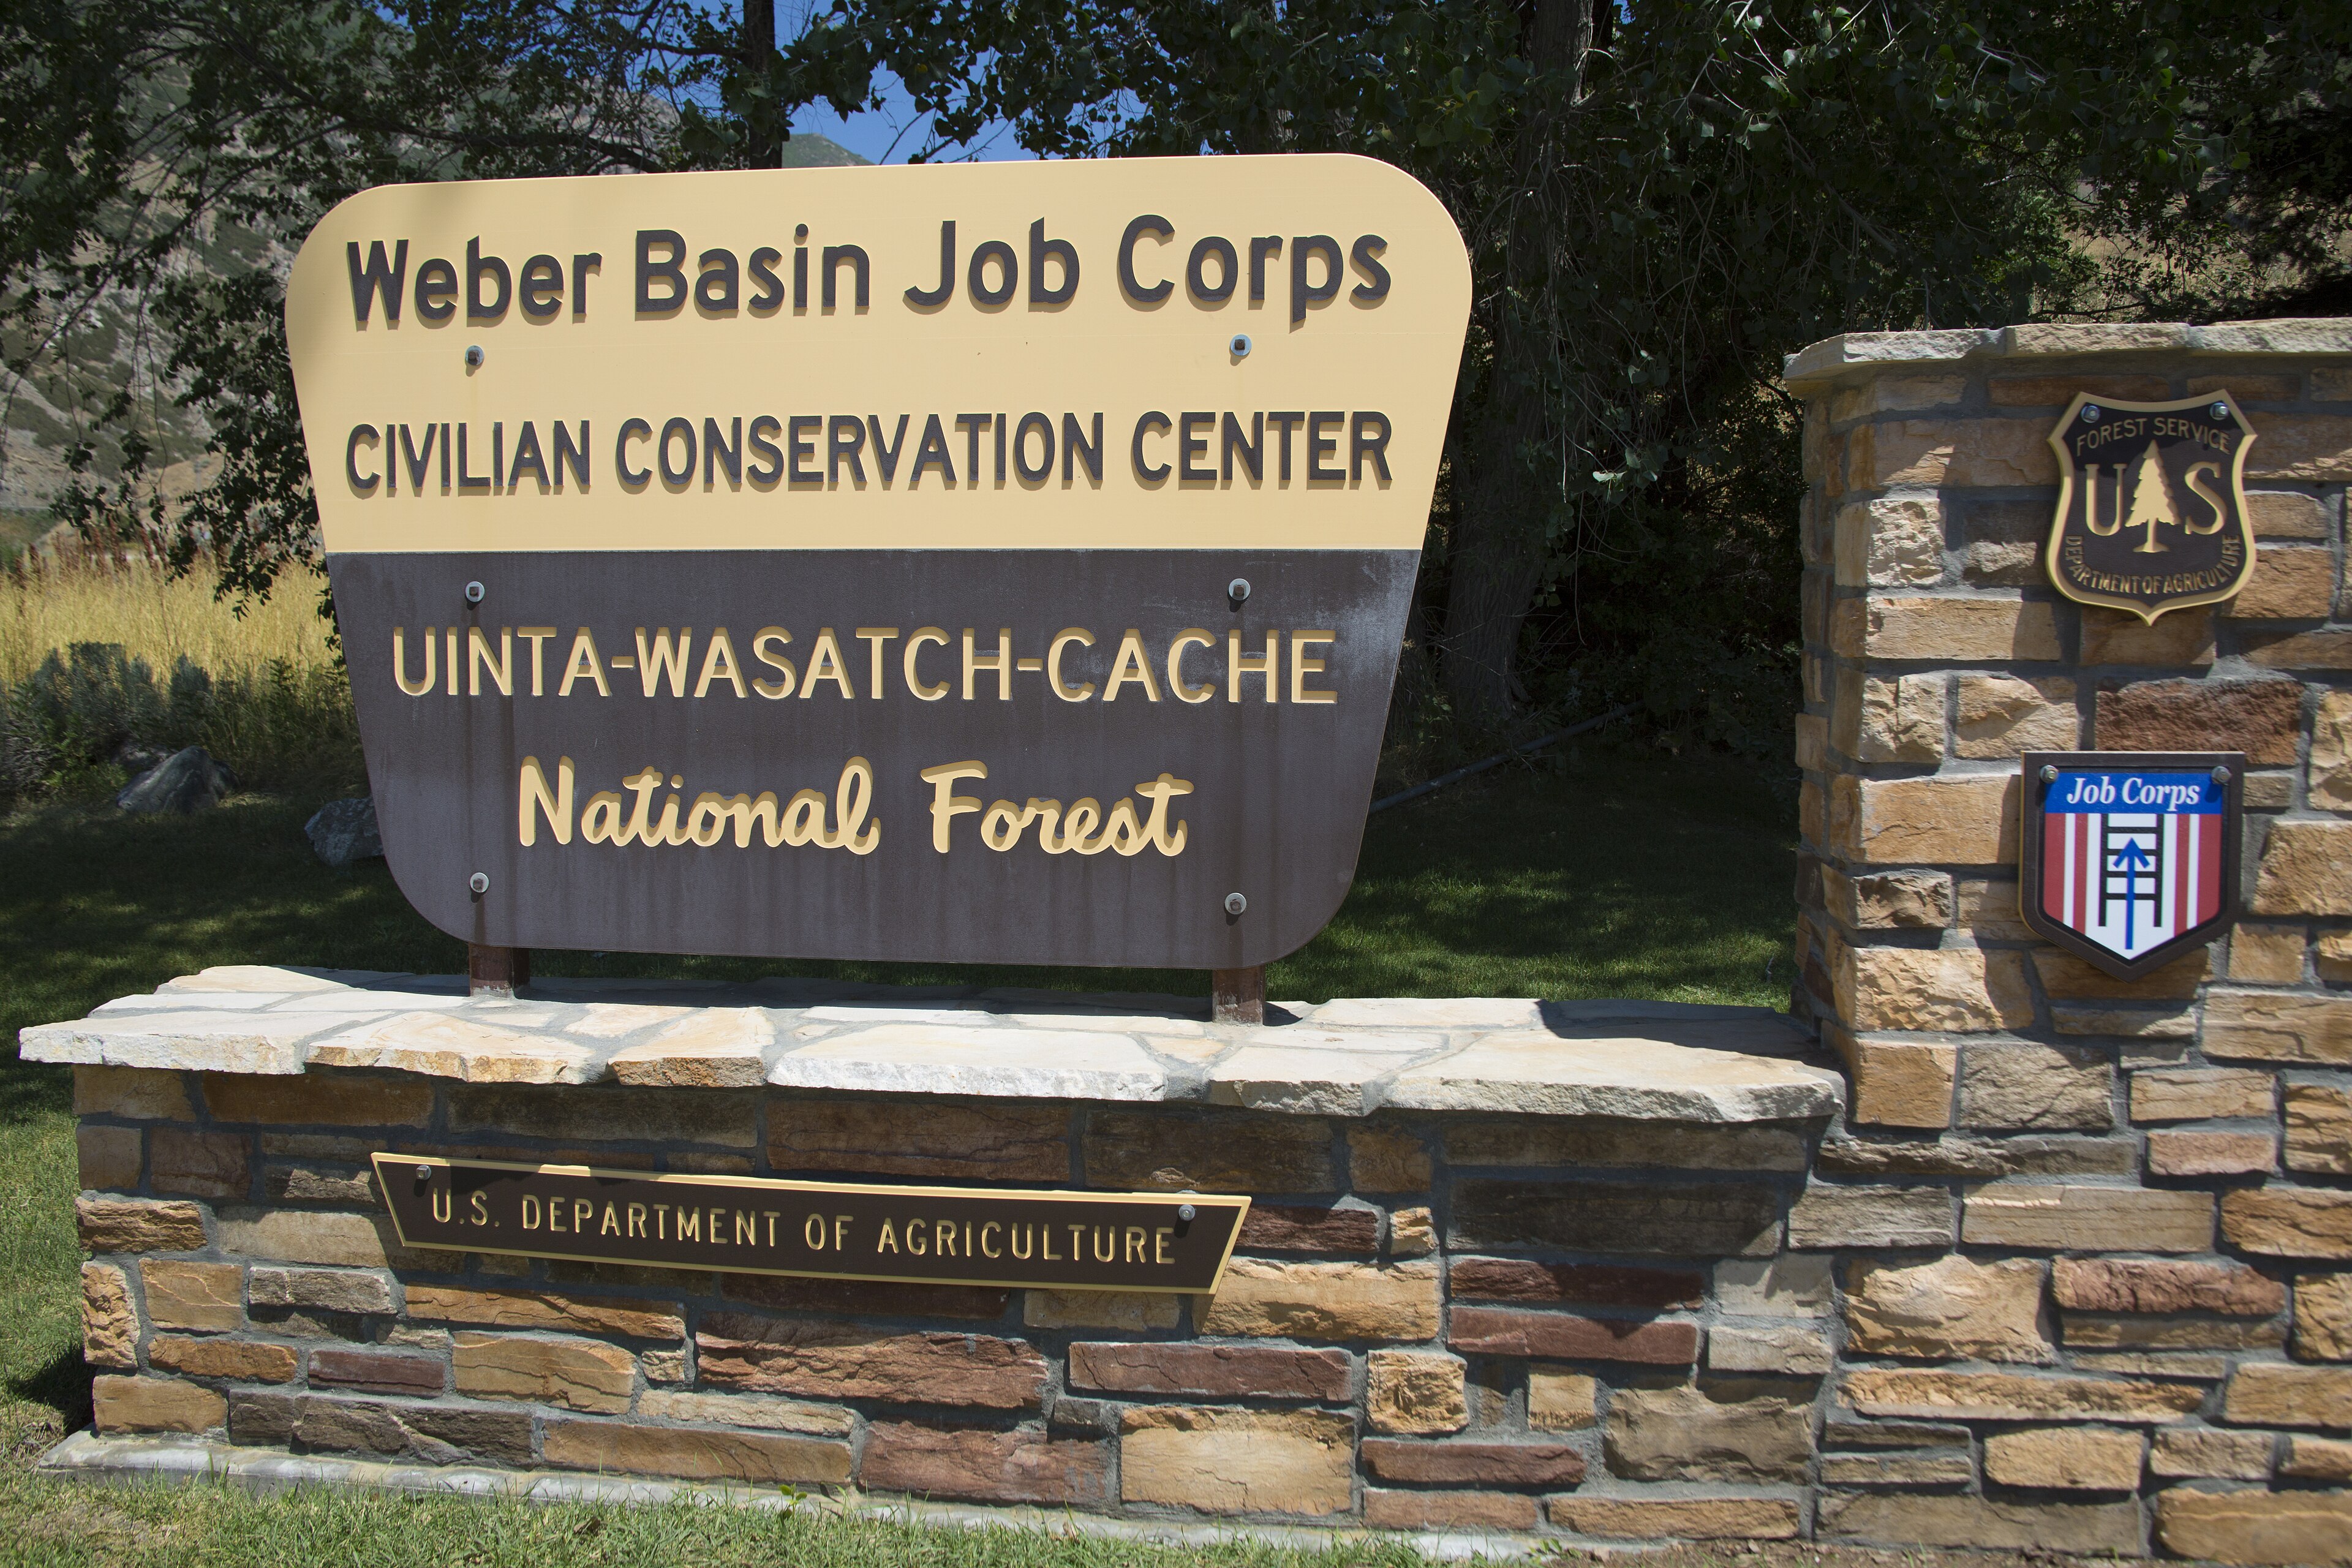 Weber Basin Job Corps
CIVILIAN CONSERVATION CENTER
UINTA-WASATCH-CACHE
National Forest
U.S. DEPARTMENT OF AGRICULTURE
FOREST SERVICE
U S
DEPARTMENT OF AGRICULTURE
Job Corps